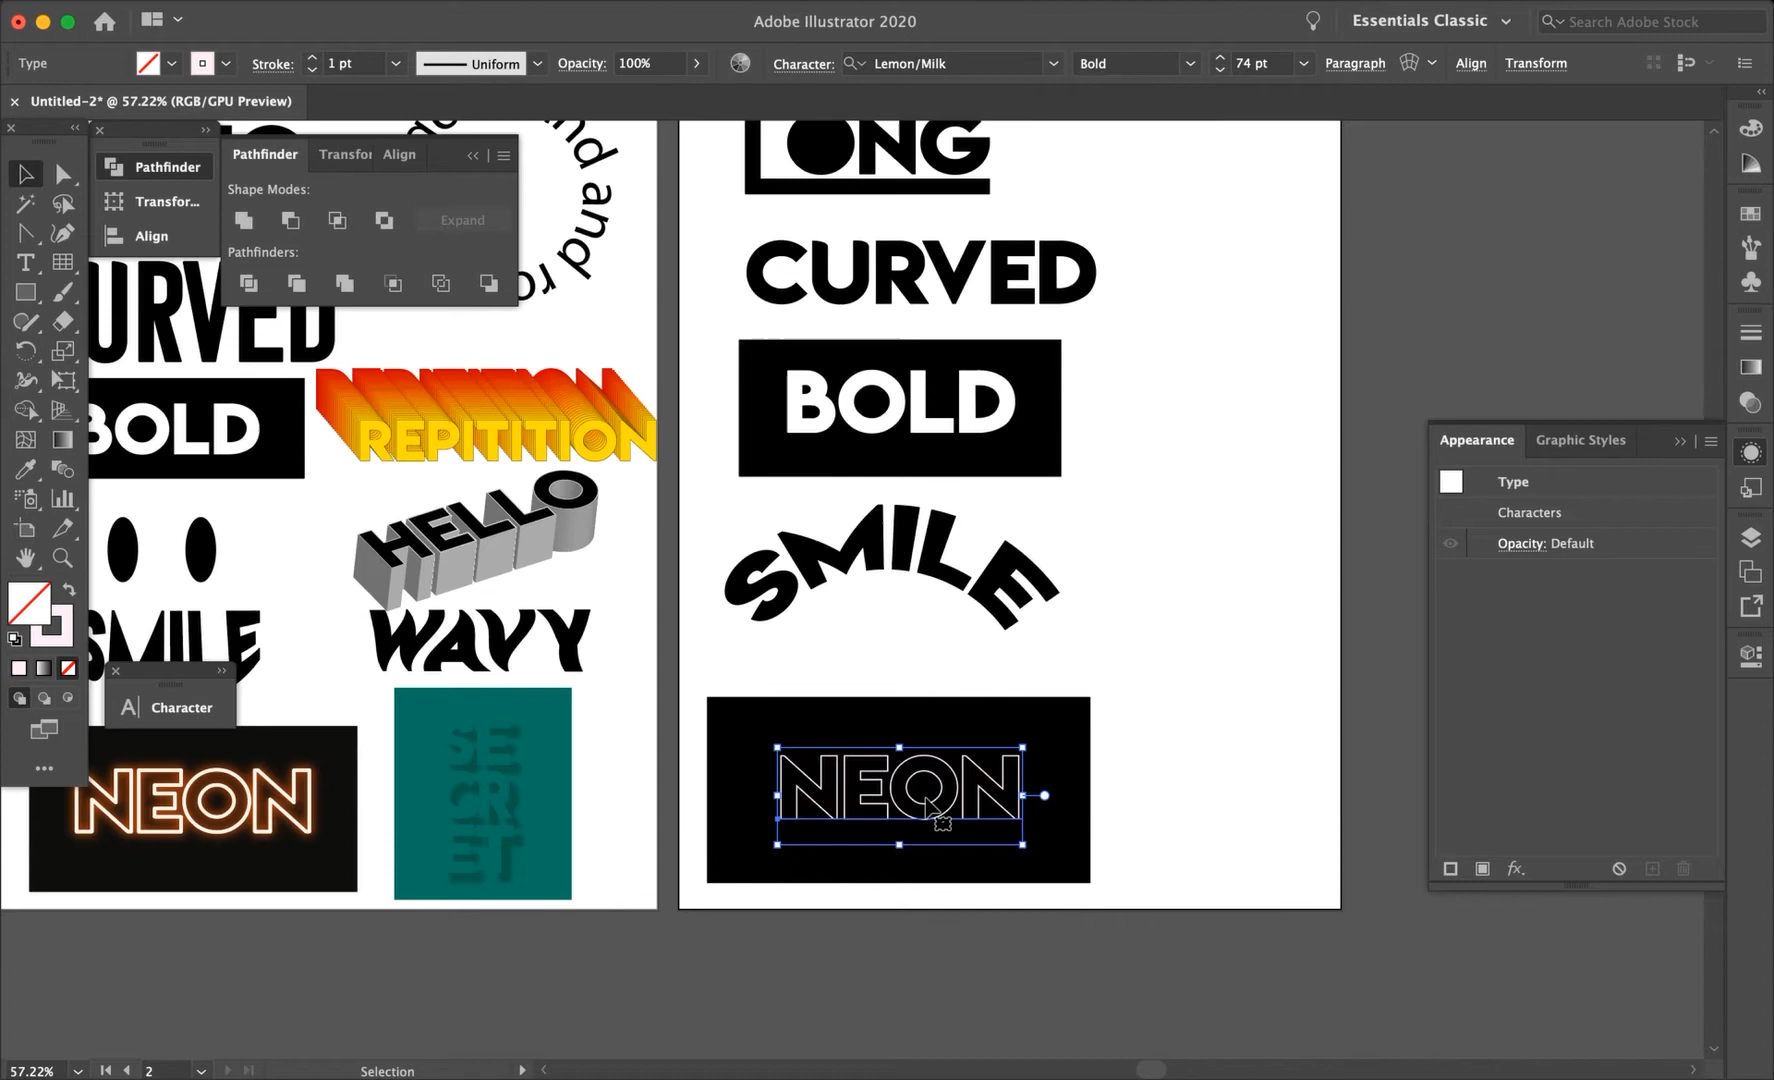 Adobe Illustrator 2020
Essentials Classic
Search Adobe Stock
Type
Stroke:
1 pt
Uniform
Opacity:
100%
Character:
Lemon/Milk
Bold
74 pt
Paragraph
Align
Transform
Untitled-2* @ 57.22% (RGB/GPU Preview)
Pathfinder
Transfor...
Align
Pathfinder
Transfor
Align
Shape Modes:
Expand
Pathfinders:
and
URVED
BOLD
REPITITION
HELLO
SMILE
WAVY
Character
NEON
LONG
CURVED
BOLD
SMILE
NEON
Appearance
Graphic Styles
Type
Characters
Opacity: Default
fx.
57.22%
2
Selection